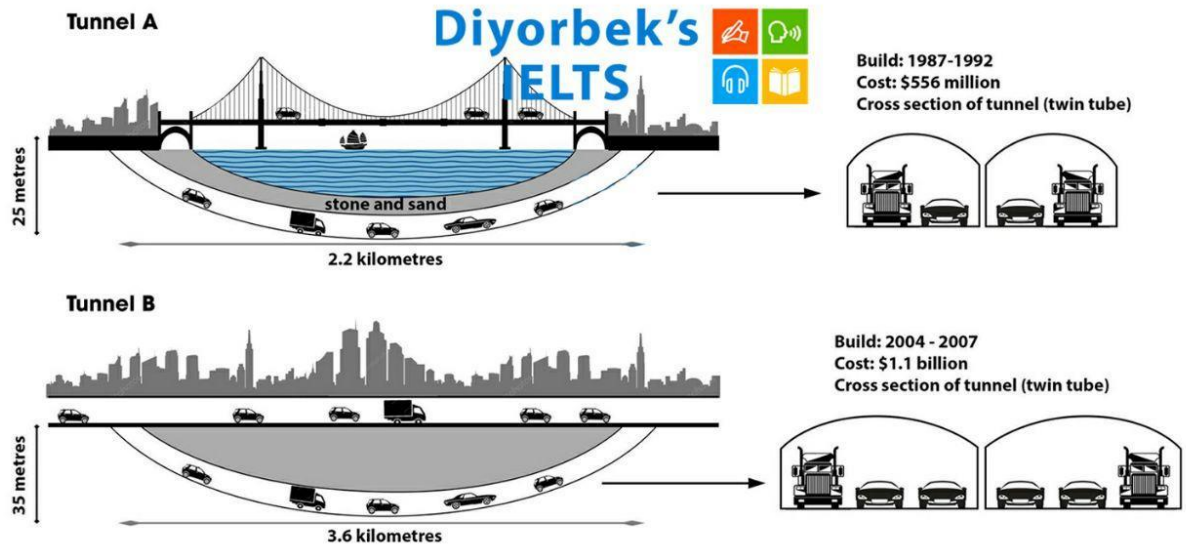 Tunnel A
Diyorbek's
IELTS
Build: 1987-1992
Cost: $556 million
Cross section of tunnel (twin tube)
25 metres
stone and sand
2.2 kilometres
Tunnel B
Build: 2004 - 2007
Cost: $1.1 billion
Cross section of tunnel (twin tube)
35 metres
3.6 kilometres